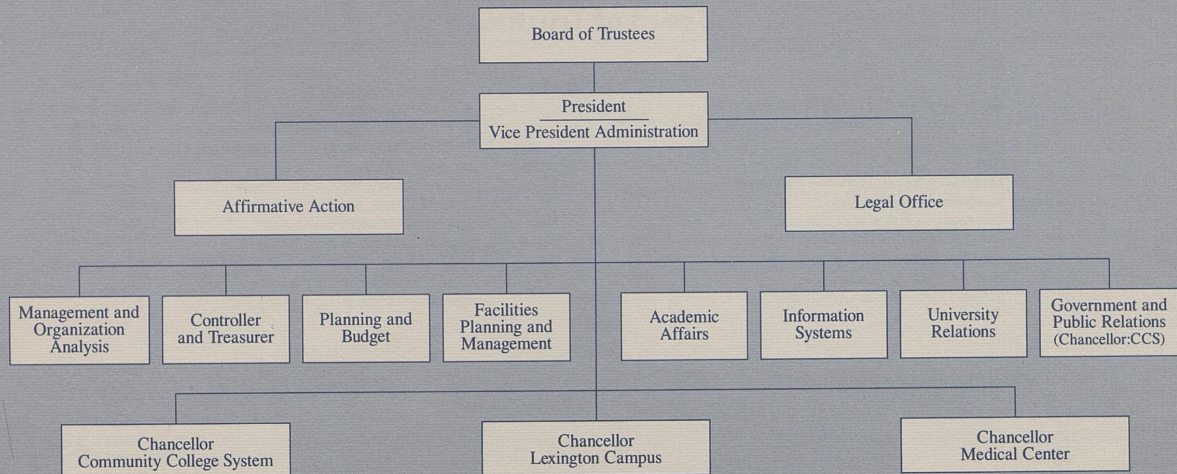 Board of Trustees
President
Vice President Administration
Affirmative Action
Legal Office
Management and
Organization
Analysis
Controller
and Treasurer
Planning and
Budget
Facilities
Planning and
Management
Academic
Affairs
Information
Systems
University
Relations
Government and
Public Relations
(Chancellor:CCS)
Chancellor
Community College System
Chancellor
Lexington Campus
Chancellor
Medical Center